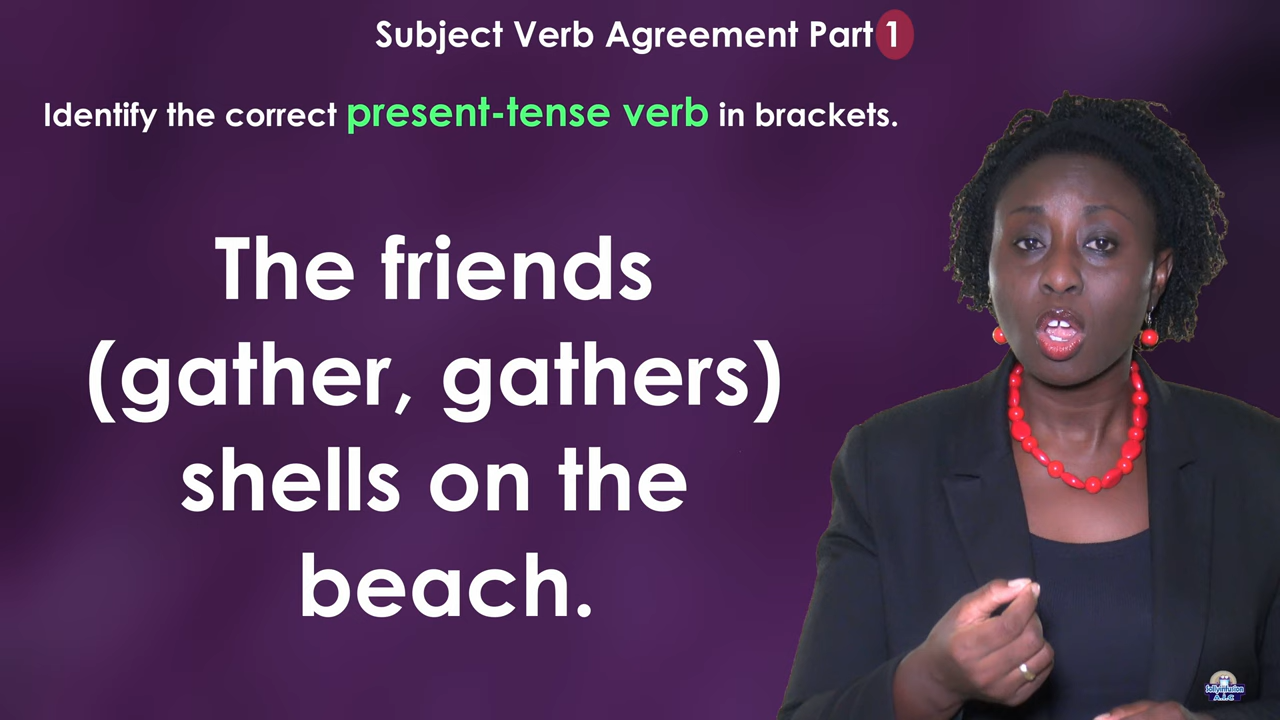 Subject Verb Agreement Part 1
Identify the correct present-tense verb in brackets.
The friends
(gather, gathers)
shells on the
beach.